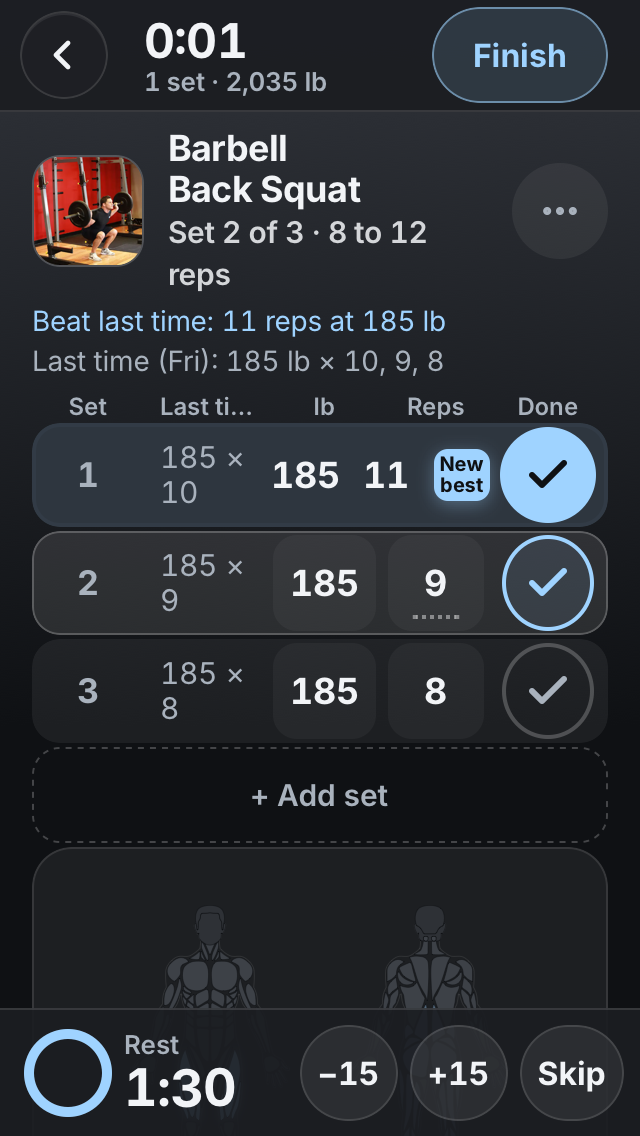 0:01
1 set · 2,035 lb
Finish
Barbell
Back Squat
Set 2 of 3 · 8 to 12
reps
Beat last time: 11 reps at 185 lb
Last time (Fri): 185 lb × 10, 9, 8
Set Last ti... lb Reps Done
1 185 × 10 185 11 New best
2 185 × 9 185 9
3 185 × 8 185 8
+ Add set
Rest
1:30
−15 +15 Skip